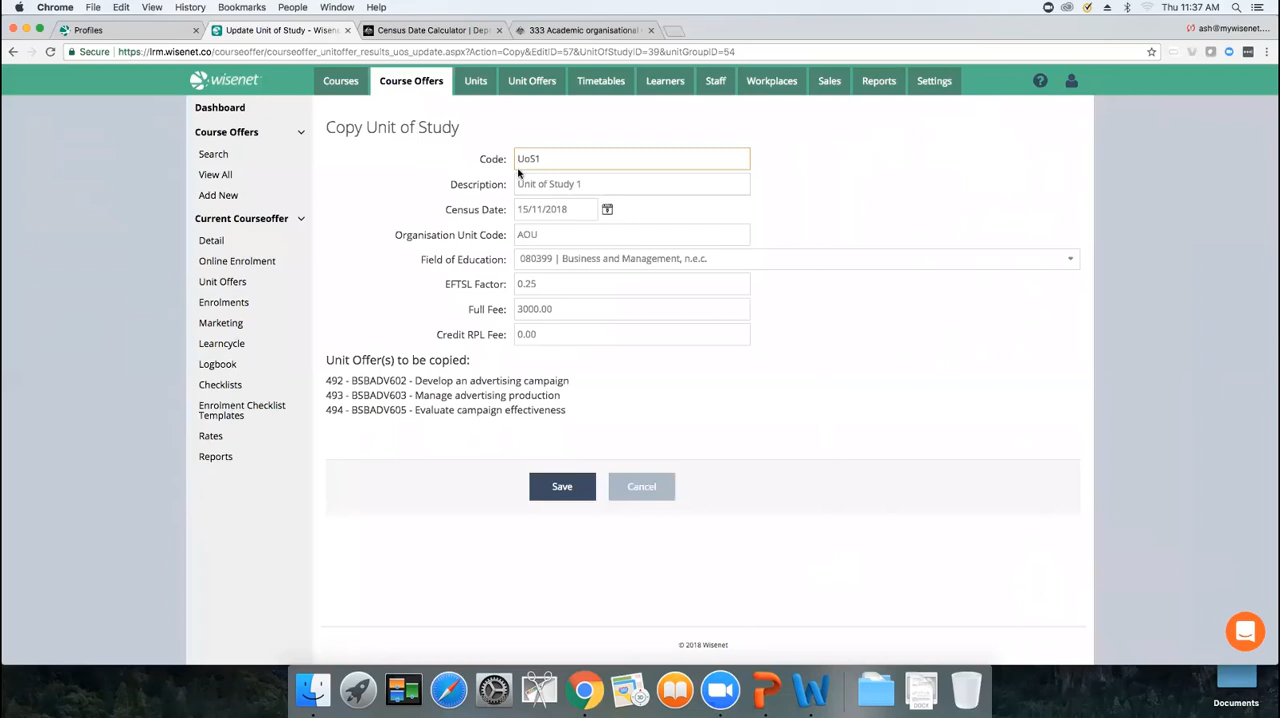 Chrome File Edit View History Bookmarks People Window Help Thu 11:37 AM
Profiles Update Unit of Study - Wisen Census Date Calculator | Dep 333 Academic organisational ash@mywisenet....
Secure https://lrm.wisenet.co/courseoffer/courseoffer_unitoffer_results_uos_update.aspx?Action=Copy&EditID=57&UnitOfStudyID=39&unitGroupID=54
wisenet Courses Course Offers Units Unit Offers Timetables Learners Staff Workplaces Sales Reports Settings
Dashboard
Course Offers
Search
View All
Add New
Current Courseoffer
Detail
Online Enrolment
Unit Offers
Enrolments
Marketing
Learncycle
Logbook
Checklists
Enrolment Checklist
Templates
Rates
Reports
Copy Unit of Study
Code: UoS1
Description: Unit of Study 1
Census Date: 15/11/2018
Organisation Unit Code: AOU
Field of Education: 080399 | Business and Management, n.e.c.
EFTSL Factor: 0.25
Full Fee: 3000.00
Credit RPL Fee: 0.00
Unit Offer(s) to be copied:
492 - BSBADV602 - Develop an advertising campaign
493 - BSBADV603 - Manage advertising production
494 - BSBADV605 - Evaluate campaign effectiveness
Save Cancel
© 2018 Wisenet
Documents